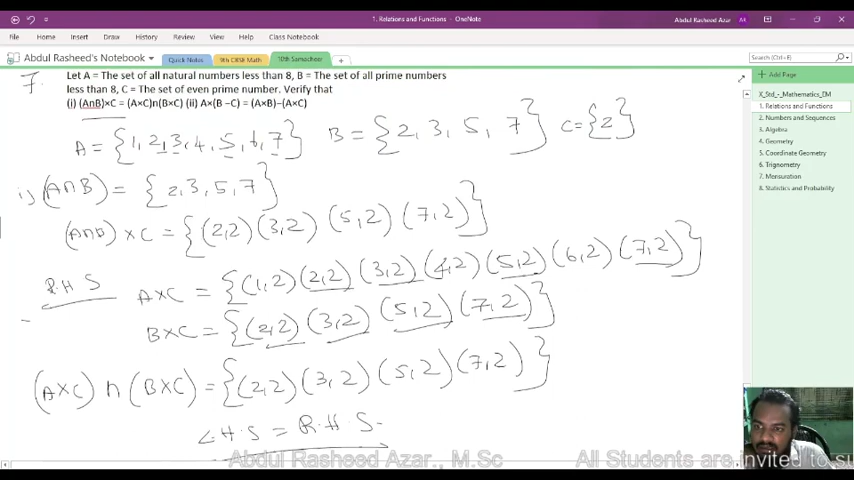 1. Relations and Functions - OneNote
Abdul Rasheed Azar
File Home Insert Draw History Review View Help Class Notebook
Abdul Rasheed's Notebook Quick Notes 9th CBSE Math 10th Samacheer
Search (Ctrl+E)
Add Page
X_Std_-_Mathematics_EM
1. Relations and Functions
2. Numbers and Sequences
3. Algebra
4. Geometry
5. Coordinate Geometry
6. Trignometry
7. Mensuration
8. Statistics and Probability
7. Let A = The set of all natural numbers less than 8, B = The set of all prime numbers
less than 8, C = The set of even prime number. Verify that
(i) (A∩B)×C = (A×C)∩(B×C) (ii) A×(B −C) = (A×B)−(A×C)
A = {1, 2, 3, 4, 5, 6, 7} B = {2, 3, 5, 7} C = {2}
i) (A∩B) = {2, 3, 5, 7}
(A∩B) × C = {(2,2) (3,2) (5,2) (7,2)}
R.H.S A×C = {(1,2) (2,2) (3,2) (4,2) (5,2) (6,2) (7,2)}
B×C = {(2,2) (3,2) (5,2) (7,2)}
(A×C) ∩ (B×C) = {(2,2) (3,2) (5,2) (7,2)}
L.H.S = R.H.S.
Abdul Rasheed Azar., M.Sc All Students are invited to su